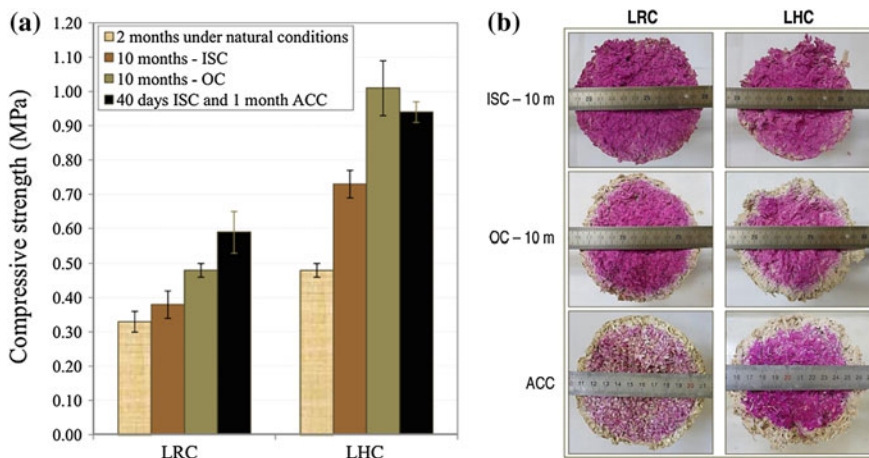 (a)
Compressive strength (MPa)
1.20
1.10
1.00
0.90
0.80
0.70
0.60
0.50
0.40
0.30
0.20
0.10
0.00
2 months under natural conditions
10 months - ISC
10 months - OC
40 days ISC and 1 month ACC
LRC
LHC
(b)
LRC
LHC
ISC – 10 m
OC – 10 m
ACC